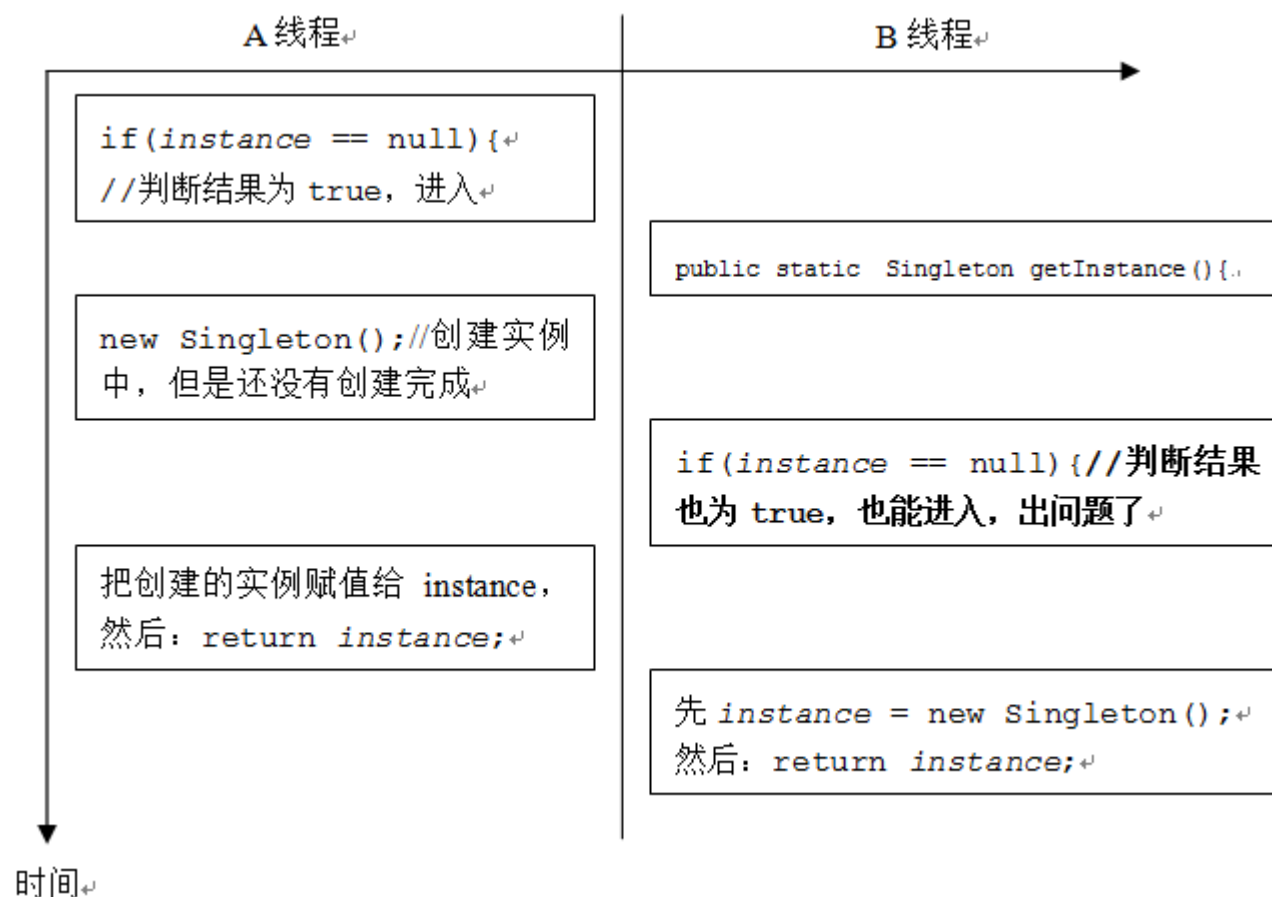 A 线程
B 线程
if(instance == null){
//判断结果为 true，进入
public static Singleton getInstance(){
new Singleton();//创建实例
中，但是还没有创建完成
if(instance == null){//判断结果
也为 true，也能进入，出问题了
把创建的实例赋值给 instance，
然后：return instance;
先 instance = new Singleton();
然后：return instance;
时间